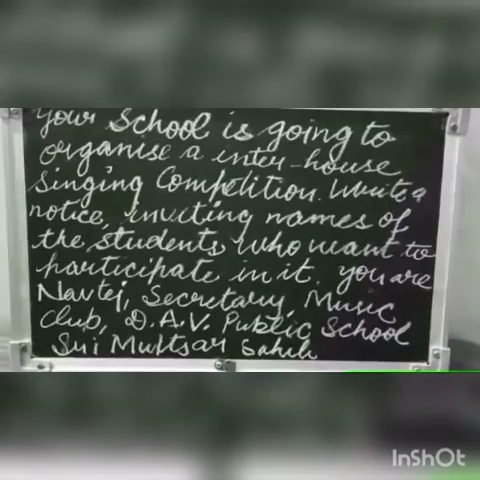 Your School is going to
organise a inter-house
singing Competition. Write a
notice, inviting names of
the students who want to
participate in it. you are
Navtej, Secretary, Music
Club, D.A.V. Public School
Sri Muktsar Sahib
InShOt